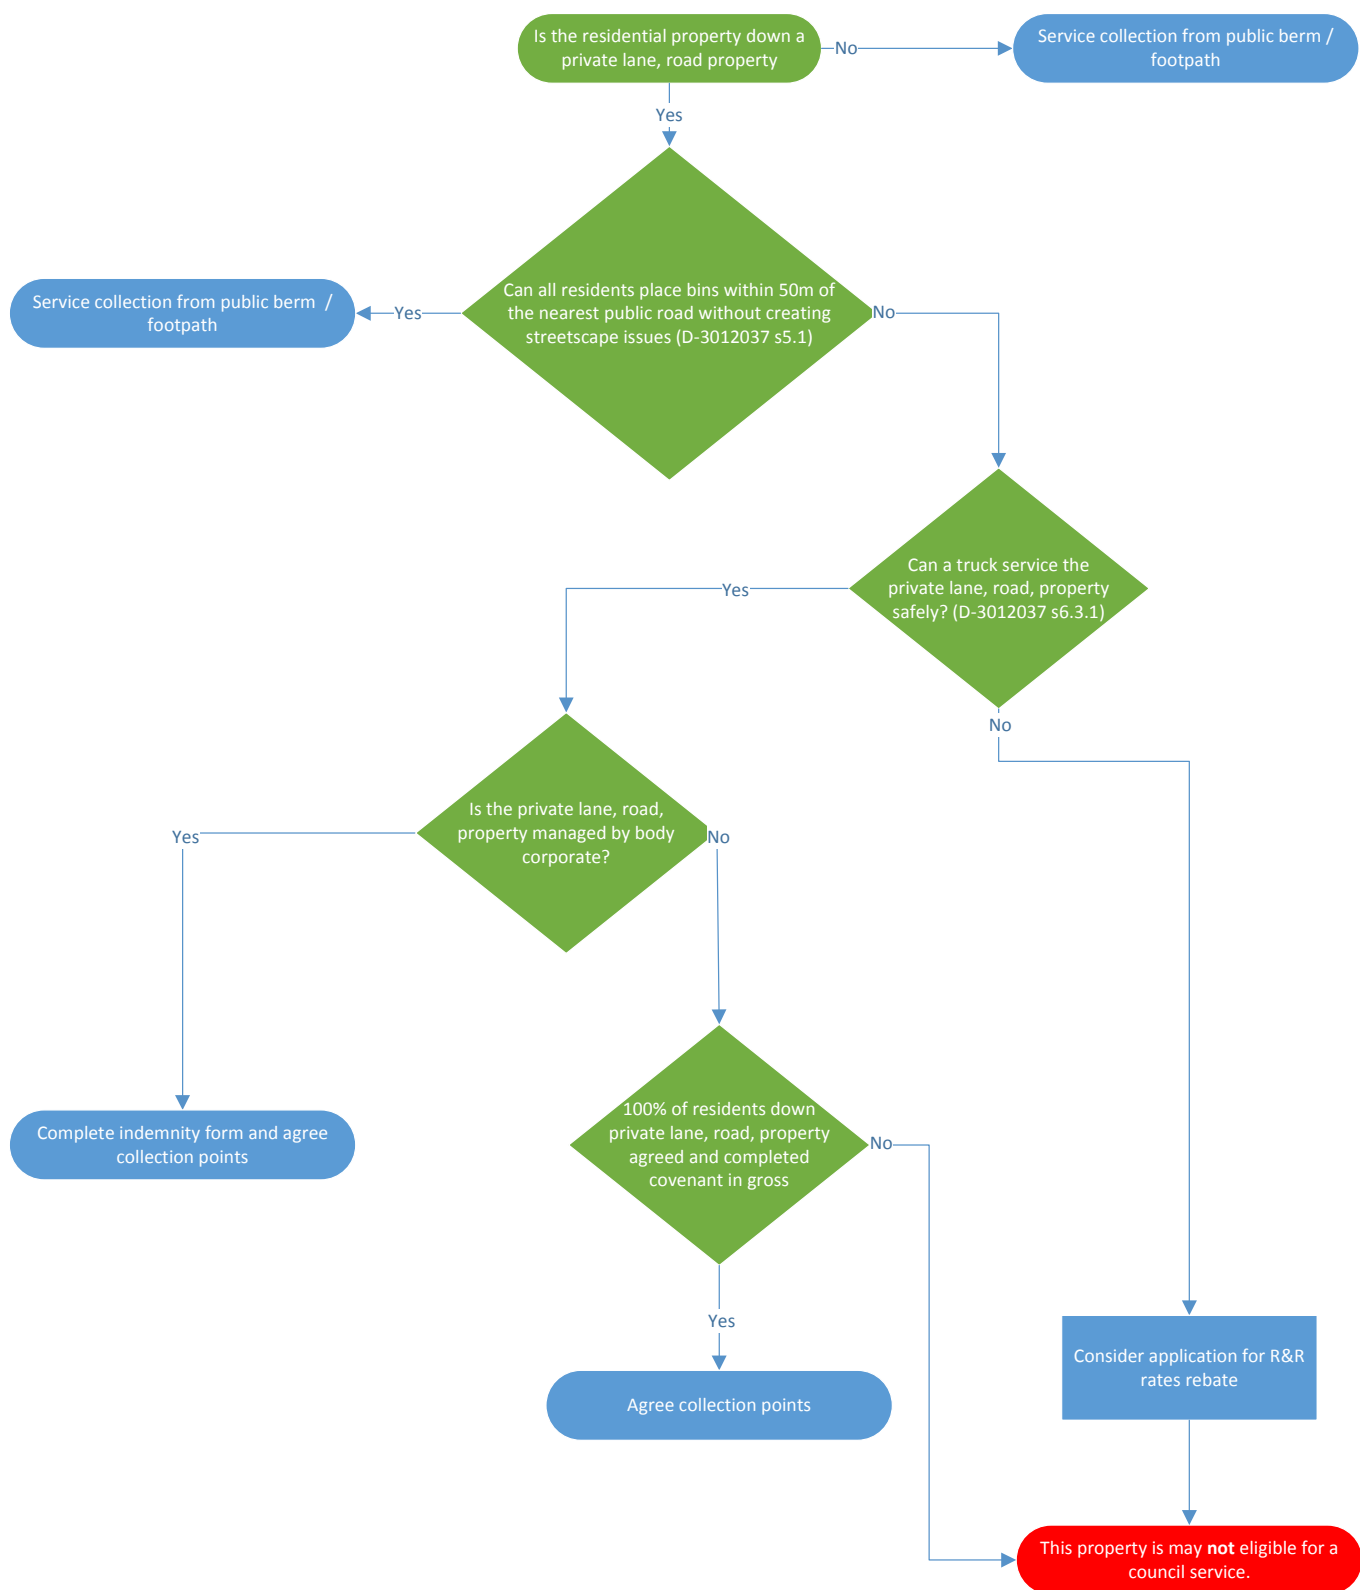 Is the residential property down a
private lane, road property
No
Service collection from public berm /
footpath
Yes
Can all residents place bins within 50m of
the nearest public road without creating
streetscape issues (D-3012037 s5.1)
Yes
Service collection from public berm  /
footpath
No
Can a truck service the
private lane, road, property
safely? (D-3012037 s6.3.1)
Yes
No
Is the private lane, road,
property managed by body
corporate?
Yes
No
Complete indemnity form and agree
collection points
100% of residents down
private lane, road, property
agreed and completed
covenant in gross
No
Yes
Agree collection points
Consider application for R&R
rates rebate
This property is may not eligible for a
council service.